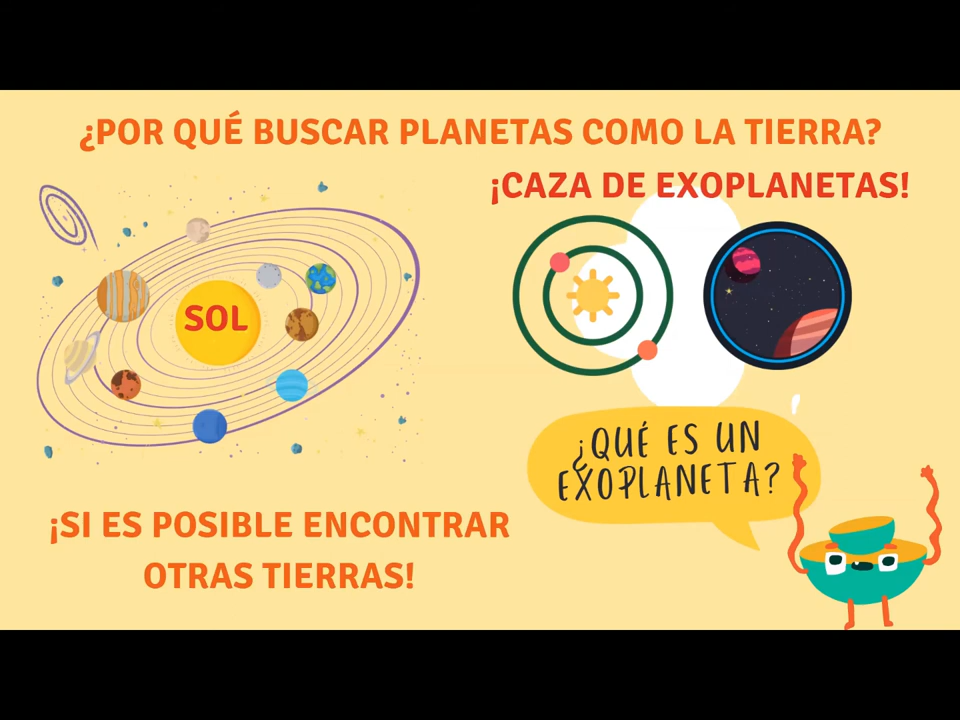 ¿POR QUÉ BUSCAR PLANETAS COMO LA TIERRA?
¡CAZA DE EXOPLANETAS!
SOL
¿QUÉ ES UN
EXOPLANETA?
¡SI ES POSIBLE ENCONTRAR
OTRAS TIERRAS!